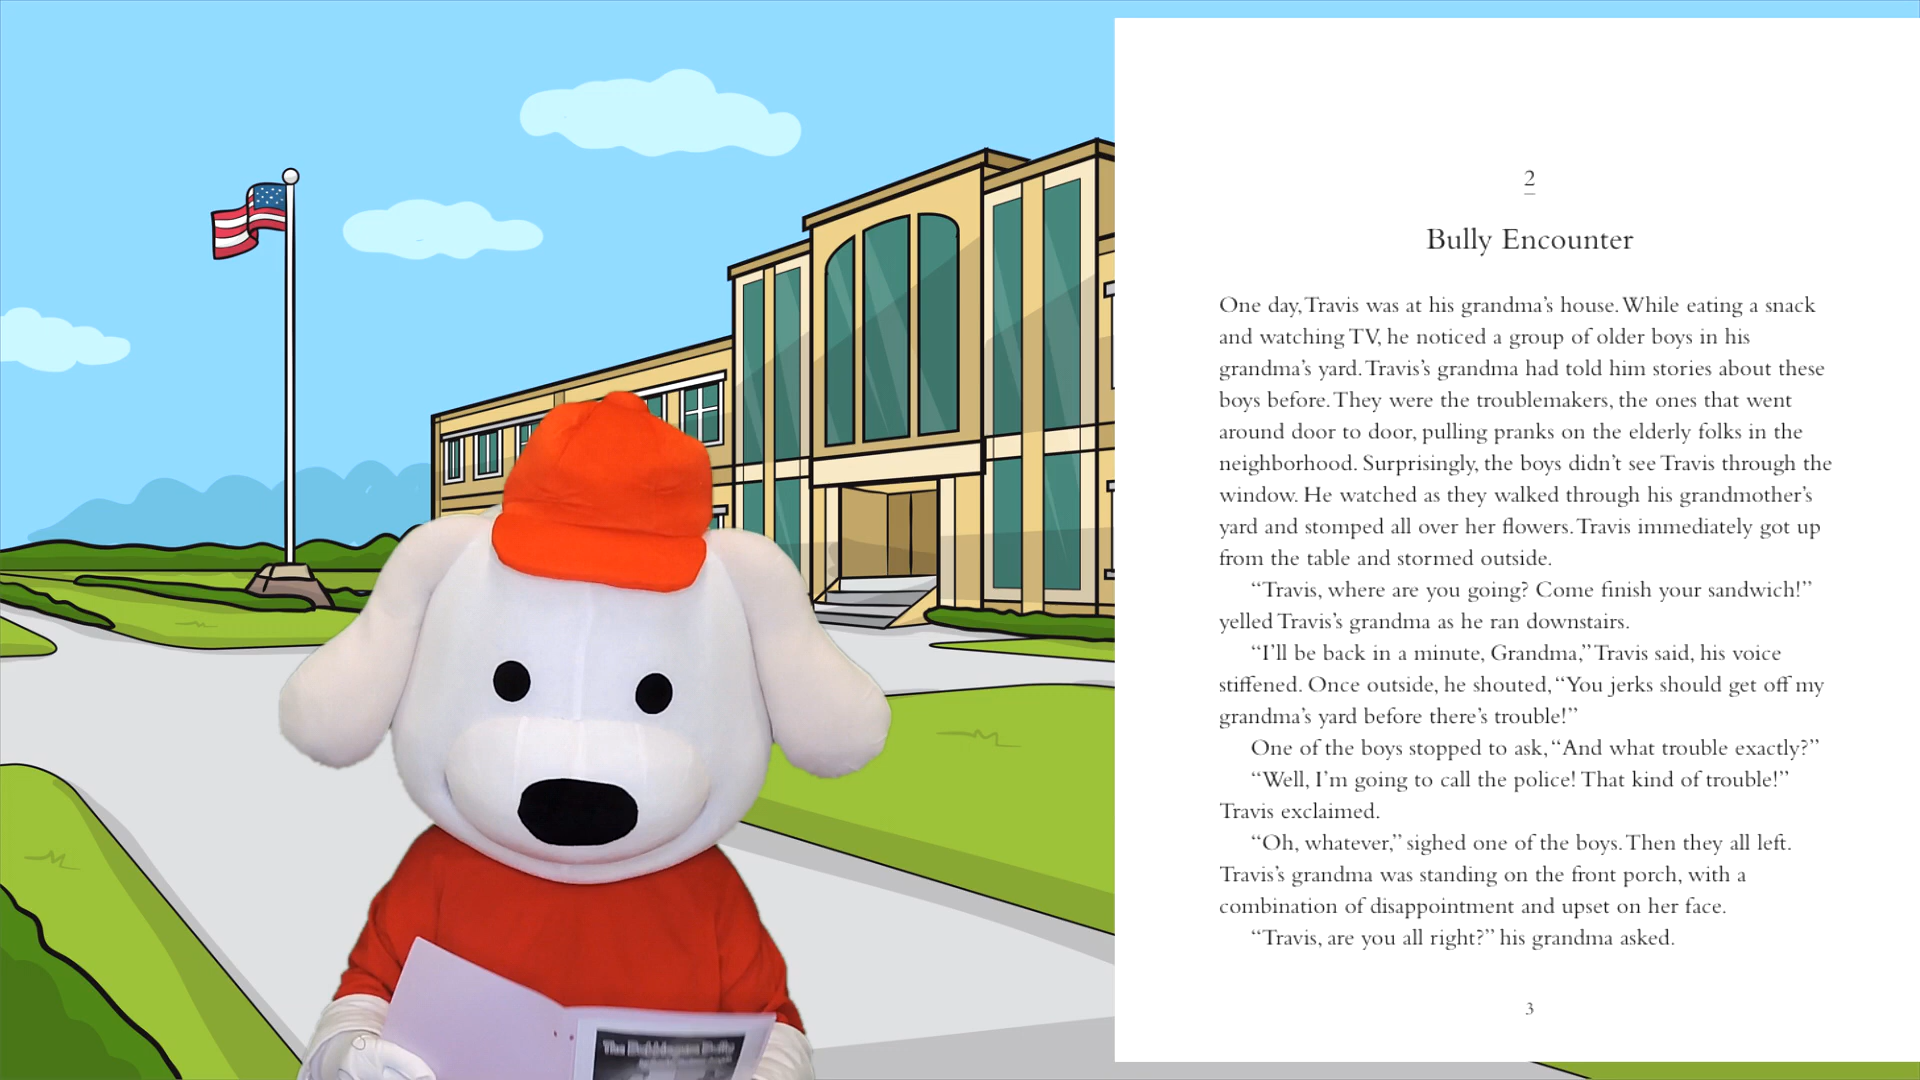 2
Bully Encounter
One day, Travis was at his grandma’s house. While eating a snack
and watching TV, he noticed a group of older boys in his
grandma’s yard. Travis’s grandma had told him stories about these
boys before. They were the troublemakers, the ones that went
around door to door, pulling pranks on the elderly folks in the
neighborhood. Surprisingly, the boys didn’t see Travis through the
window. He watched as they walked through his grandmother’s
yard and stomped all over her flowers. Travis immediately got up
from the table and stormed outside.
“Travis, where are you going? Come finish your sandwich!”
yelled Travis’s grandma as he ran downstairs.
“I’ll be back in a minute, Grandma,” Travis said, his voice
stiffened. Once outside, he shouted, “You jerks should get off my
grandma’s yard before there’s trouble!”
One of the boys stopped to ask, “And what trouble exactly?”
“Well, I’m going to call the police! That kind of trouble!”
Travis exclaimed.
“Oh, whatever,” sighed one of the boys. Then they all left.
Travis’s grandma was standing on the front porch, with a
combination of disappointment and upset on her face.
“Travis, are you all right?” his grandma asked.
3
The